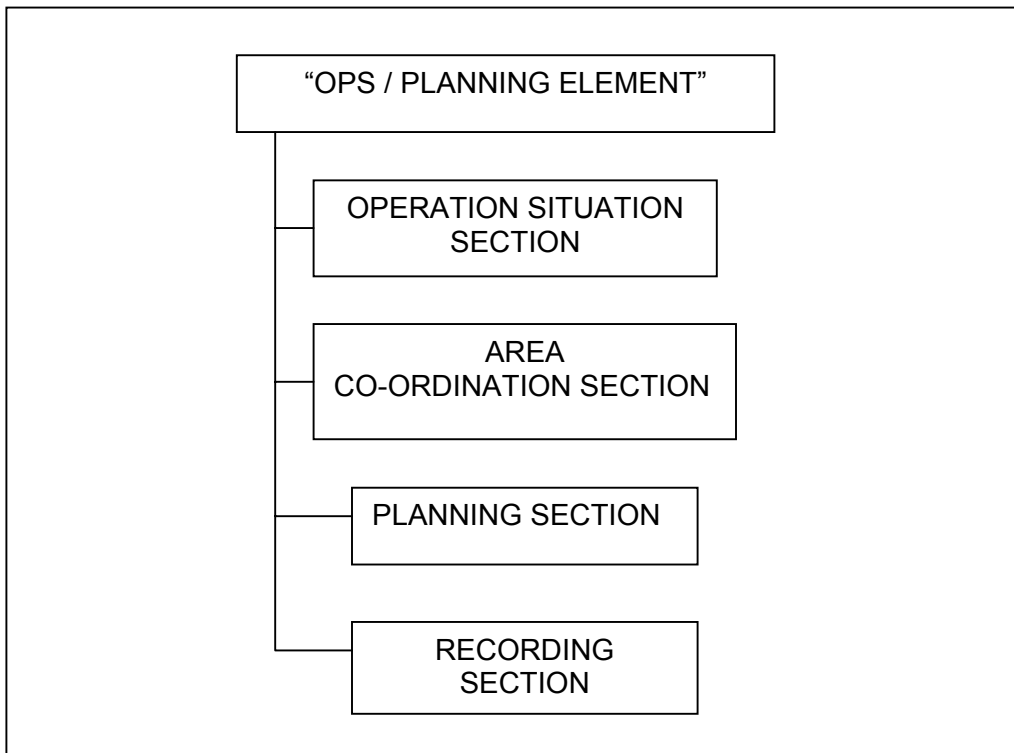 “OPS / PLANNING ELEMENT”
OPERATION SITUATION
SECTION
AREA
CO-ORDINATION SECTION
PLANNING SECTION
RECORDING
SECTION